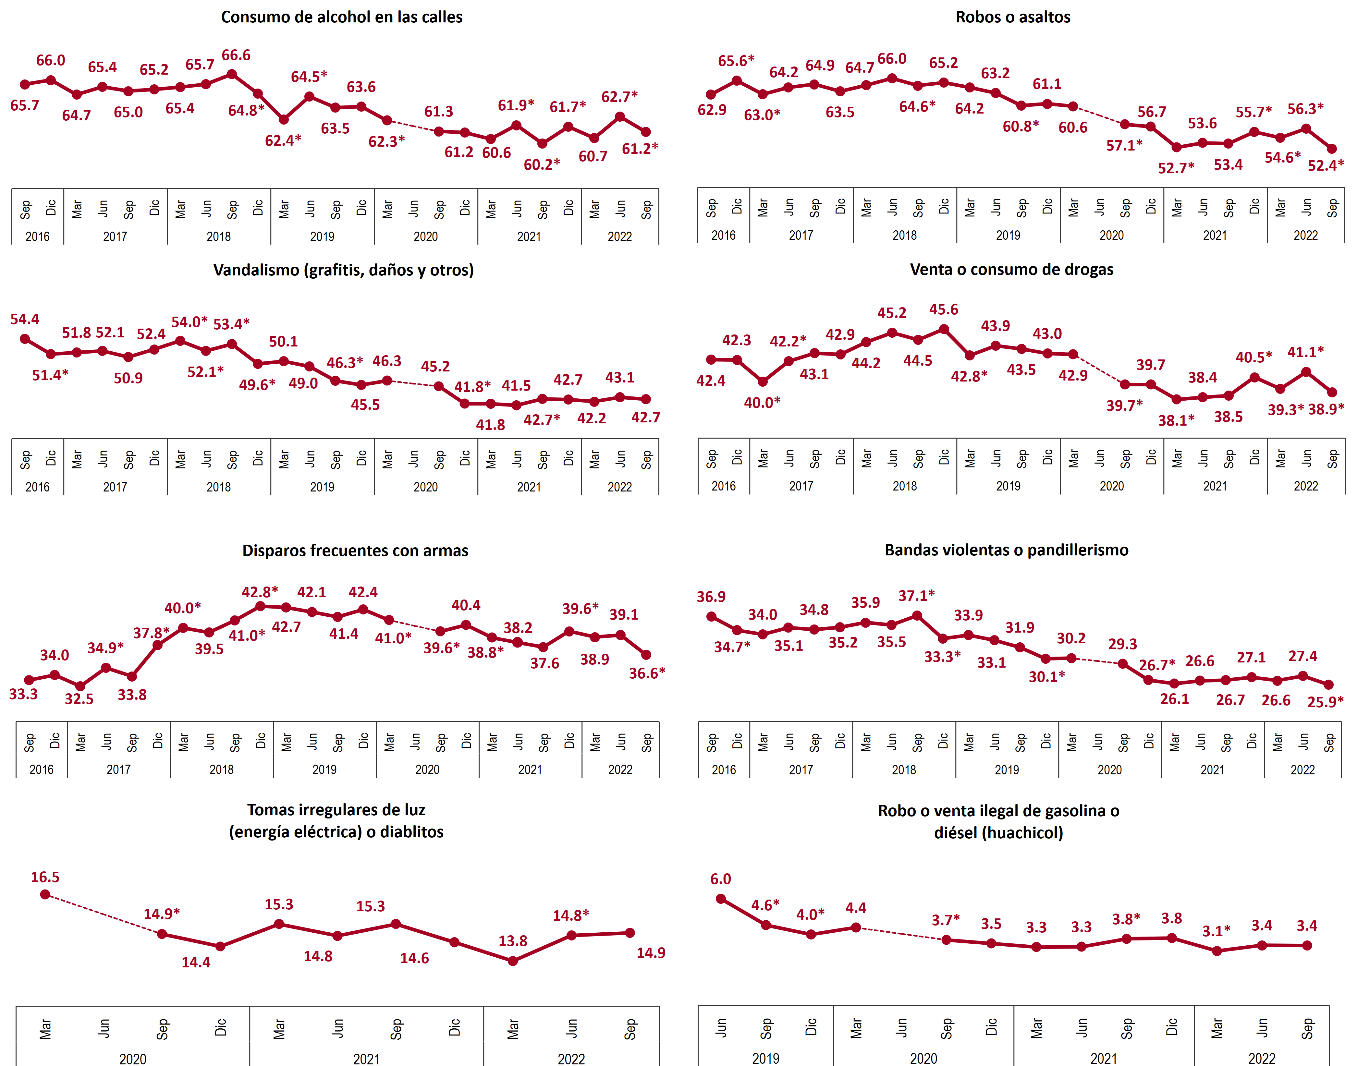 Consumo de alcohol en las calles
66.0 65.4 65.2 65.7 66.6 64.5* 63.6 61.3 61.9* 61.7* 62.7*
65.7 64.7 65.0 65.4 64.8* 62.4* 63.5 62.3* 61.2 60.6 60.2* 60.7 61.2*
Sep Dic Mar Jun Sep Dic Mar Jun Sep Dic Mar Jun Sep Dic Mar Jun Sep Dic Mar Jun Sep Dic Mar Jun Sep
2016 2017 2018 2019 2020 2021 2022
Robos o asaltos
65.6* 64.2 64.9 64.7 66.0 65.2 63.2 61.1 56.7 53.6 55.7* 56.3*
62.9 63.0* 63.5 64.6* 64.2 60.8* 60.6 57.1* 52.7* 53.4 54.6* 52.4*
Sep Dic Mar Jun Sep Dic Mar Jun Sep Dic Mar Jun Sep Dic Mar Jun Sep Dic Mar Jun Sep Dic Mar Jun Sep
2016 2017 2018 2019 2020 2021 2022
Vandalismo (grafitis, daños y otros)
54.4 51.8 52.1 52.4 54.0* 53.4* 50.1 46.3* 46.3 45.2 41.8* 41.5 42.7 43.1
51.4* 50.9 52.1* 49.6* 49.0 45.5 41.8 42.7* 42.2 42.7
Sep Dic Mar Jun Sep Dic Mar Jun Sep Dic Mar Jun Sep Dic Mar Jun Sep Dic Mar Jun Sep Dic Mar Jun Sep
2016 2017 2018 2019 2020 2021 2022
Venta o consumo de drogas
42.3 42.2* 42.9 45.2 45.6 43.9 43.0 39.7 38.4 40.5* 41.1*
42.4 40.0* 43.1 44.2 44.5 42.8* 43.5 42.9 39.7* 38.1* 38.5 39.3* 38.9*
Sep Dic Mar Jun Sep Dic Mar Jun Sep Dic Mar Jun Sep Dic Mar Jun Sep Dic Mar Jun Sep Dic Mar Jun Sep
2016 2017 2018 2019 2020 2021 2022
Disparos frecuentes con armas
34.0 34.9* 37.8* 40.0* 42.8* 42.1 42.4 40.4 38.2 39.6* 39.1
33.3 32.5 33.8 39.5 41.0* 42.7 41.4 41.0* 39.6* 38.8* 37.6 38.9 36.6*
Sep Dic Mar Jun Sep Dic Mar Jun Sep Dic Mar Jun Sep Dic Mar Jun Sep Dic Mar Jun Sep Dic Mar Jun Sep
2016 2017 2018 2019 2020 2021 2022
Bandas violentas o pandillerismo
36.9 34.0 34.8 35.9 37.1* 33.9 31.9 30.2 29.3 26.7* 26.6 27.1 27.4
34.7* 35.1 35.2 35.5 33.3* 33.1 30.1* 26.1 26.7 26.6 25.9*
Sep Dic Mar Jun Sep Dic Mar Jun Sep Dic Mar Jun Sep Dic Mar Jun Sep Dic Mar Jun Sep Dic Mar Jun Sep
2016 2017 2018 2019 2020 2021 2022
Tomas irregulares de luz
(energía eléctrica) o diablitos
16.5 14.9* 15.3 15.3 13.8 14.8*
14.4 14.8 14.6 14.9
Mar Jun Sep Dic Mar Jun Sep Dic Mar Jun Sep
2020 2021 2022
Robo o venta ilegal de gasolina o
diésel (huachicol)
6.0 4.6* 4.0* 4.4 3.7* 3.5 3.3 3.3 3.8* 3.8 3.1* 3.4 3.4
Jun Sep Dic Mar Jun Sep Dic Mar Jun Sep Dic Mar Jun Sep
2019 2020 2021 2022